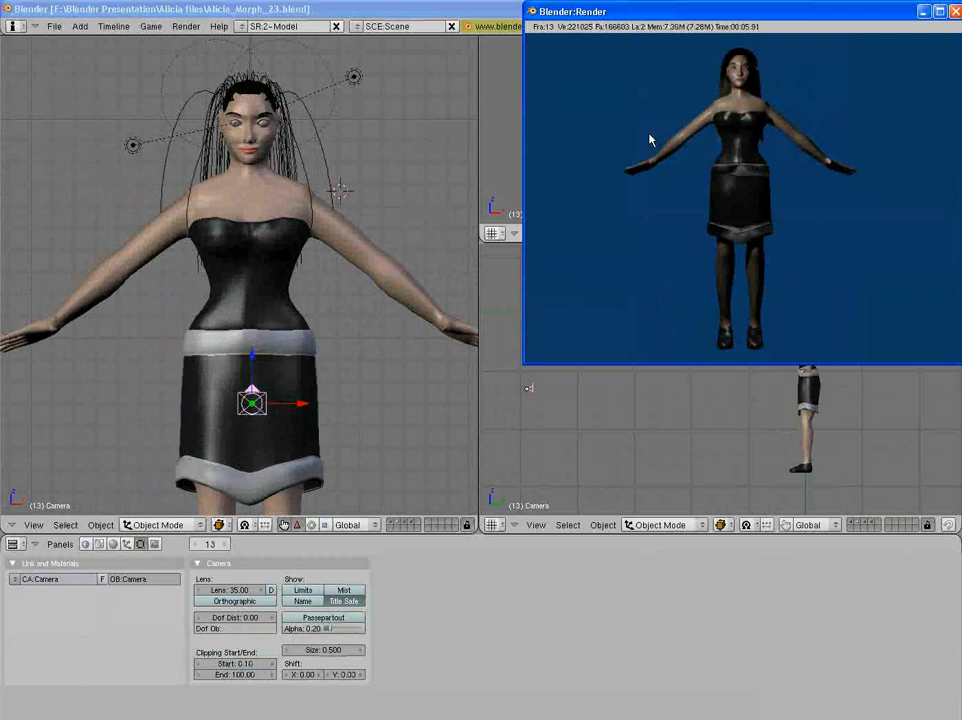 Blender [F:\Blender Presentation\Alicia files\Alicia_Morph_23.blend]
File Add Timeline Game Render Help SR:2-Model SCE:Scene www.blende
Blender:Render
Fra:13 Ve:221025 Fa:166603 La:2 Mem:7.39M (7.28M) Time:00:05.91
z
(13)
z
(13) Camera
z
(13) Camera
View Select Object Object Mode Global
View Select Object Object Mode Global
Panels 13
Link and Materials
CA:Camera F OB:Camera
Camera
Lens:
Lens: 35.00 D
Orthographic
Dof Dist: 0.00
Dof Ob:
Clipping Start/End:
Start: 0.10
End: 100.00
Show:
Limits Mist
Name Title Safe
Passepartout
Alpha: 0.20
Size: 0.500
Shift:
X: 0.00 Y: 0.00